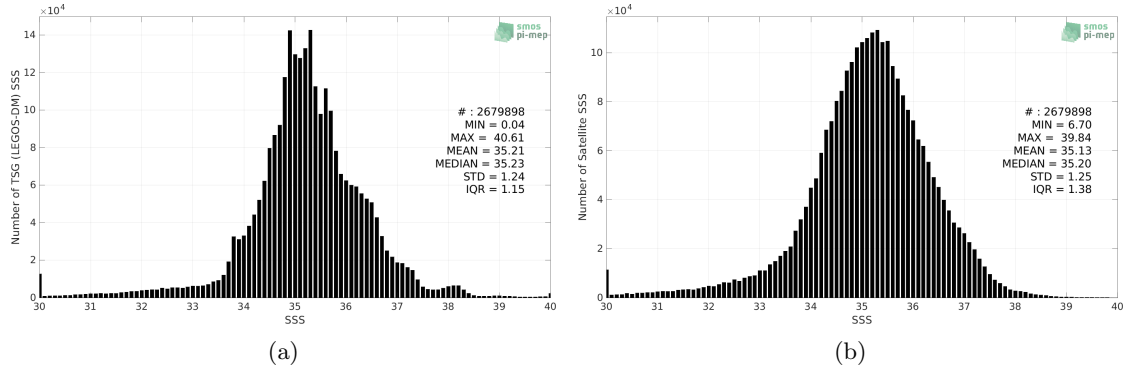 ×10⁴
smos
pi-mep
14
12
10
8
6
4
2
0
Number of TSG (LEGOS-DM) SSS
# : 2679898
MIN = 0.04
MAX = 40.61
MEAN = 35.21
MEDIAN = 35.23
STD = 1.24
IQR = 1.15
30 31 32 33 34 35 36 37 38 39 40
SSS
(a)
×10⁴
smos
pi-mep
10
8
6
4
2
0
Number of Satellite SSS
# : 2679898
MIN = 6.70
MAX = 39.84
MEAN = 35.13
MEDIAN = 35.20
STD = 1.25
IQR = 1.38
30 31 32 33 34 35 36 37 38 39 40
SSS
(b)